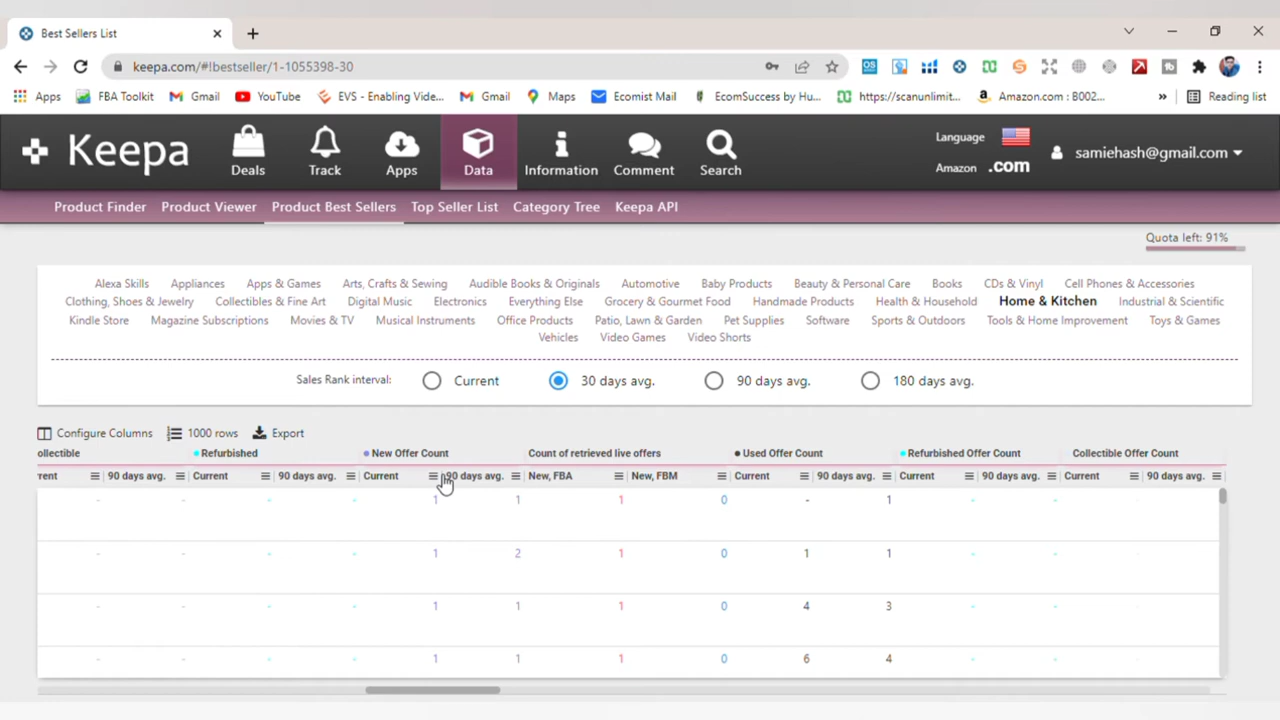 Best Sellers List
keepa.com/#!bestseller/1-1055398-30
Apps FBA Toolkit Gmail YouTube EVS - Enabling Vide... Gmail Maps Ecomist Mail EcomSuccess by Hu... https://scanunlimit... Amazon.com : B002... » Reading list
Keepa Deals Track Apps Data Information Comment Search
Language
Amazon .com
samiehash@gmail.com
Product Finder Product Viewer Product Best Sellers Top Seller List Category Tree Keepa API
Quota left: 91%
Alexa Skills Appliances Apps & Games Arts, Crafts & Sewing Audible Books & Originals Automotive Baby Products Beauty & Personal Care Books CDs & Vinyl Cell Phones & Accessories
Clothing, Shoes & Jewelry Collectibles & Fine Art Digital Music Electronics Everything Else Grocery & Gourmet Food Handmade Products Health & Household Home & Kitchen Industrial & Scientific
Kindle Store Magazine Subscriptions Movies & TV Musical Instruments Office Products Patio, Lawn & Garden Pet Supplies Software Sports & Outdoors Tools & Home Improvement Toys & Games
Vehicles Video Games Video Shorts
Sales Rank interval: Current 30 days avg. 90 days avg. 180 days avg.
Configure Columns 1000 rows Export
ollectible Refurbished New Offer Count Count of retrieved live offers Used Offer Count Refurbished Offer Count Collectible Offer Count
rrent 90 days avg. Current 90 days avg. Current 90 days avg. New, FBA New, FBM Current 90 days avg. Current 90 days avg. Current 90 days avg.
- - - - 1 1 1 0 - 1 - - -
- - - - 1 2 1 0 1 1 - - -
- - - - 1 1 1 0 4 3 - - -
- - - - 1 1 1 0 6 4 - - -